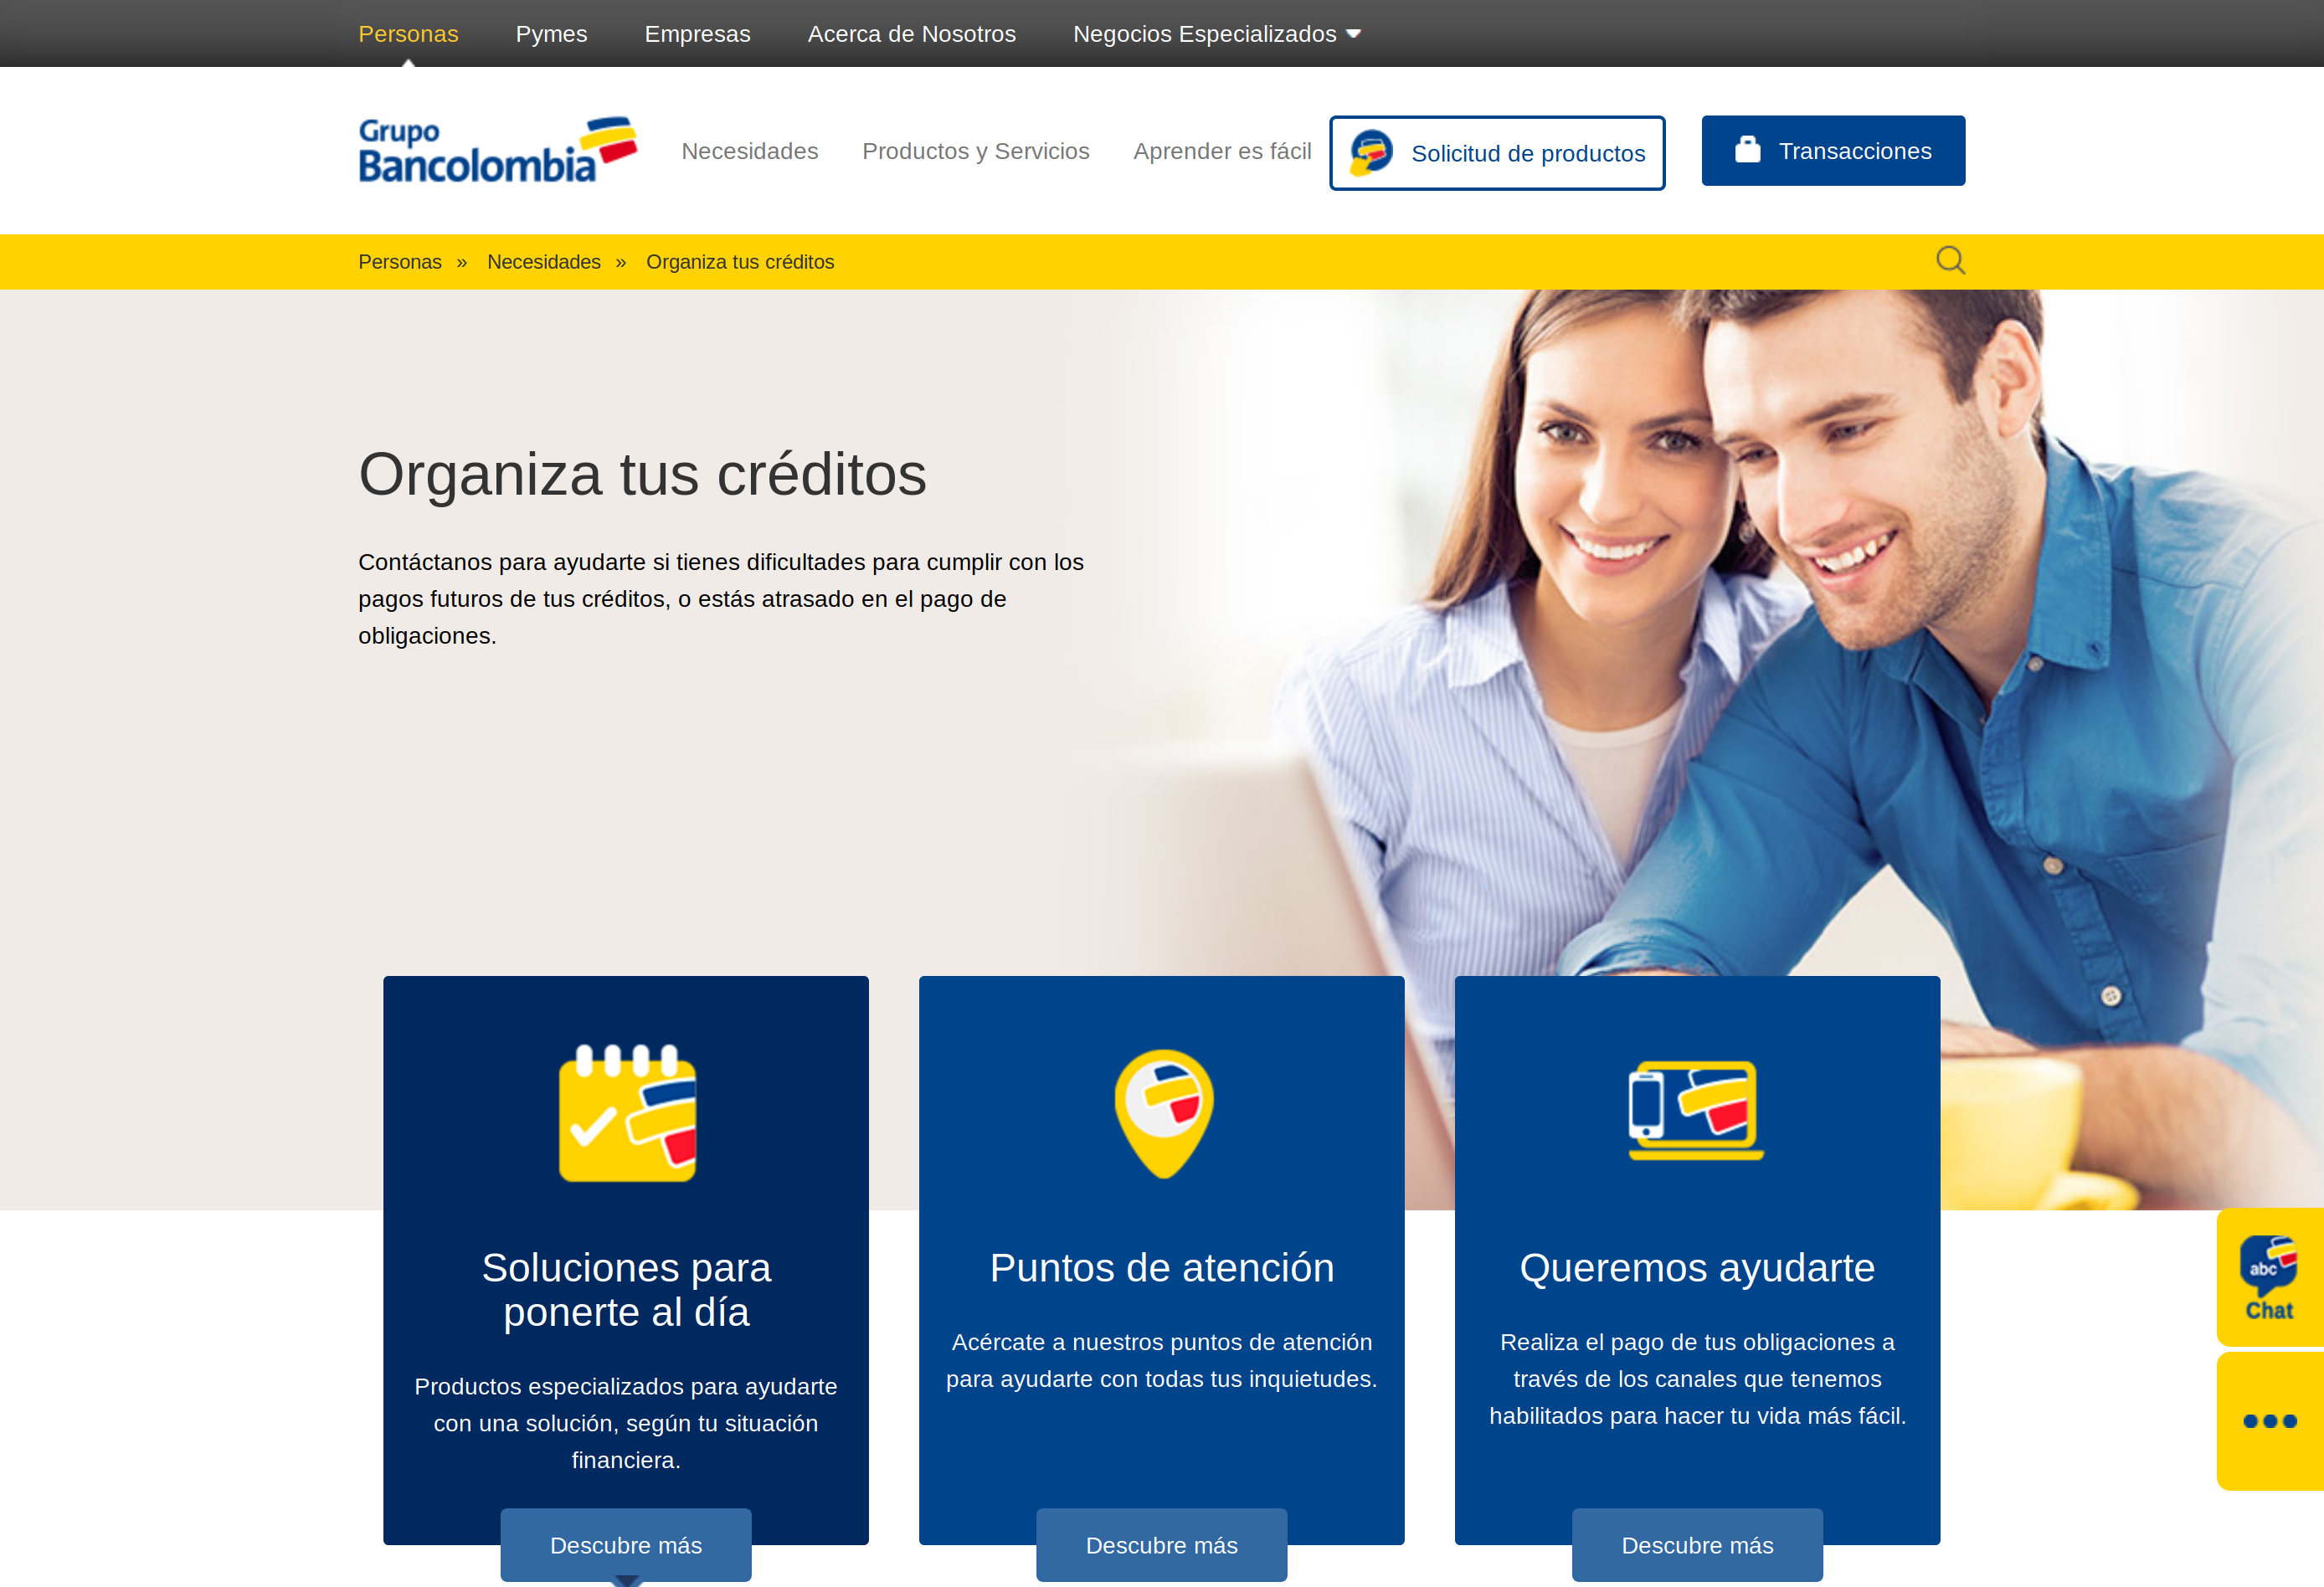 Personas Pymes Empresas Acerca de Nosotros Negocios Especializados
Grupo
Bancolombia
Necesidades Productos y Servicios Aprender es fácil Solicitud de productos Transacciones
Personas » Necesidades » Organiza tus créditos
Organiza tus créditos
Contáctanos para ayudarte si tienes dificultades para cumplir con los
pagos futuros de tus créditos, o estás atrasado en el pago de
obligaciones.
Soluciones para
ponerte al día
Productos especializados para ayudarte
con una solución, según tu situación
financiera.
Descubre más
Puntos de atención
Acércate a nuestros puntos de atención
para ayudarte con todas tus inquietudes.
Descubre más
Queremos ayudarte
Realiza el pago de tus obligaciones a
través de los canales que tenemos
habilitados para hacer tu vida más fácil.
Descubre más
abc
Chat